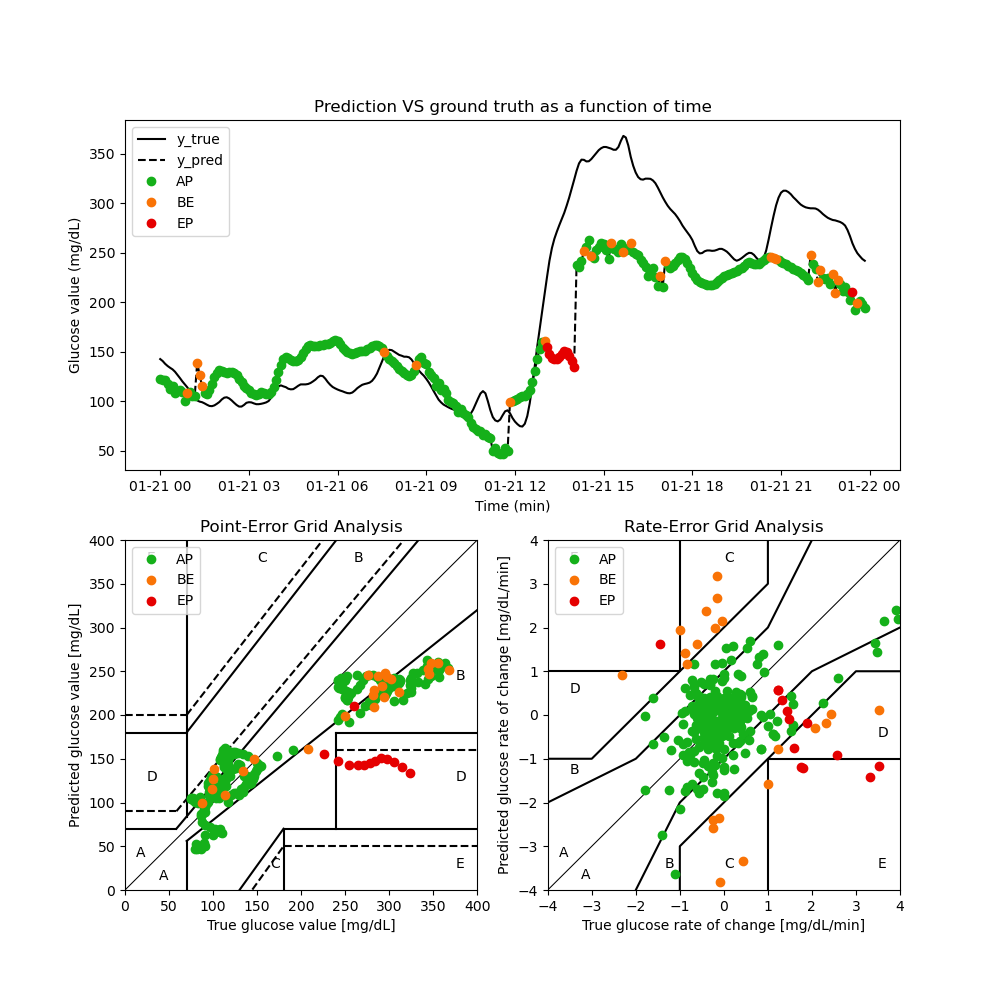 Prediction VS ground truth as a function of time
Glucose value (mg/dL)
350
300
250
200
150
100
50
y_true
y_pred
AP
BE
EP
01-21 00 01-21 03 01-21 06 01-21 09 01-21 12 01-21 15 01-21 18 01-21 21 01-22 00
Time (min)
Point-Error Grid Analysis
Predicted glucose value [mg/dL]
400
350
300
250
200
150
100
50
0
AP
BE
EP
C
B
B
D
D
A
A
C
E
0 50 100 150 200 250 300 350 400
True glucose value [mg/dL]
Rate-Error Grid Analysis
Predicted glucose rate of change [mg/dL/min]
4
3
2
1
0
−1
−2
−3
−4
AP
BE
EP
C
D
D
B
A
A
B
C
E
−4 −3 −2 −1 0 1 2 3 4
True glucose rate of change [mg/dL/min]